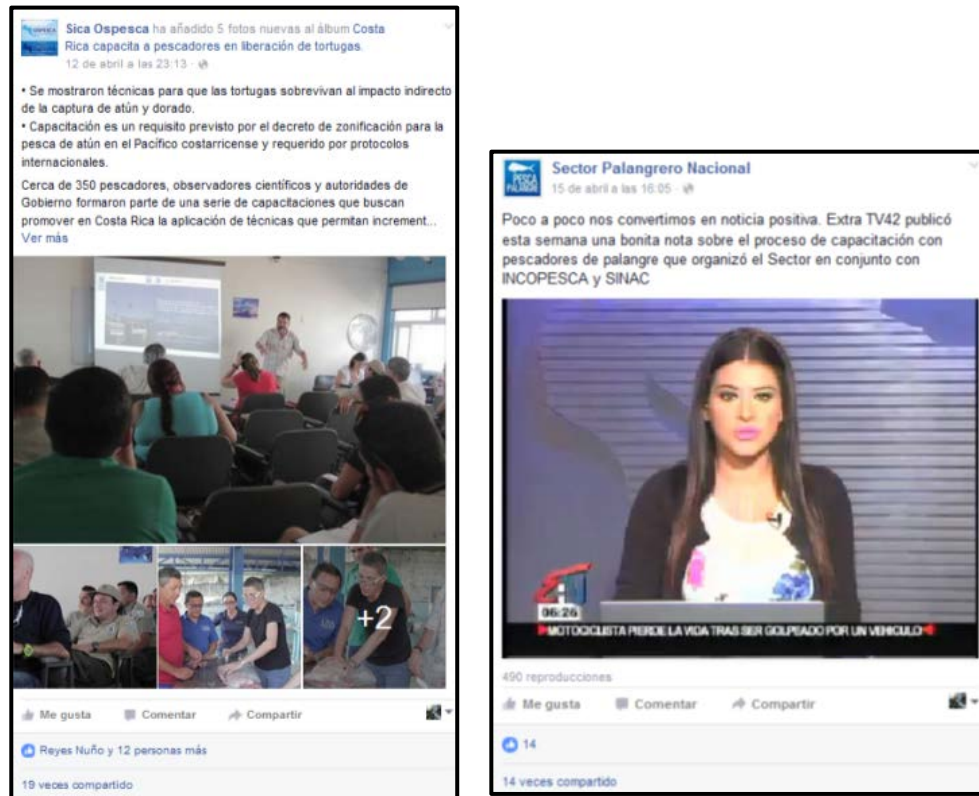 Sica Ospesca ha añadido 5 fotos nuevas al álbum Costa
Rica capacita a pescadores en liberación de tortugas.
12 de abril a las 23:13
• Se mostraron técnicas para que las tortugas sobrevivan al impacto indirecto
de la captura de atún y dorado.
• Capacitación es un requisito previsto por el decreto de zonificación para la
pesca de atún en el Pacífico costarricense y requerido por protocolos
internacionales.
Cerca de 350 pescadores, observadores científicos y autoridades de
Gobierno formaron parte de una serie de capacitaciones que buscan
promover en Costa Rica la aplicación de técnicas que permitan increment...
Ver más
+2
Me gusta Comentar Compartir
Reyes Nuño y 12 personas más
19 veces compartido
PESCA
PALANGRE
Sector Palangrero Nacional
15 de abril a las 16:05
Poco a poco nos convertimos en noticia positiva. Extra TV42 publicó
esta semana una bonita nota sobre el proceso de capacitación con
pescadores de palangre que organizó el Sector en conjunto con
INCOPESCA y SINAC
06:26
MOTOCICLISTA PIERDE LA VIDA TRAS SER GOLPEADO POR UN VEHICULO
490 reproducciones
Me gusta Comentar Compartir
14
14 veces compartido